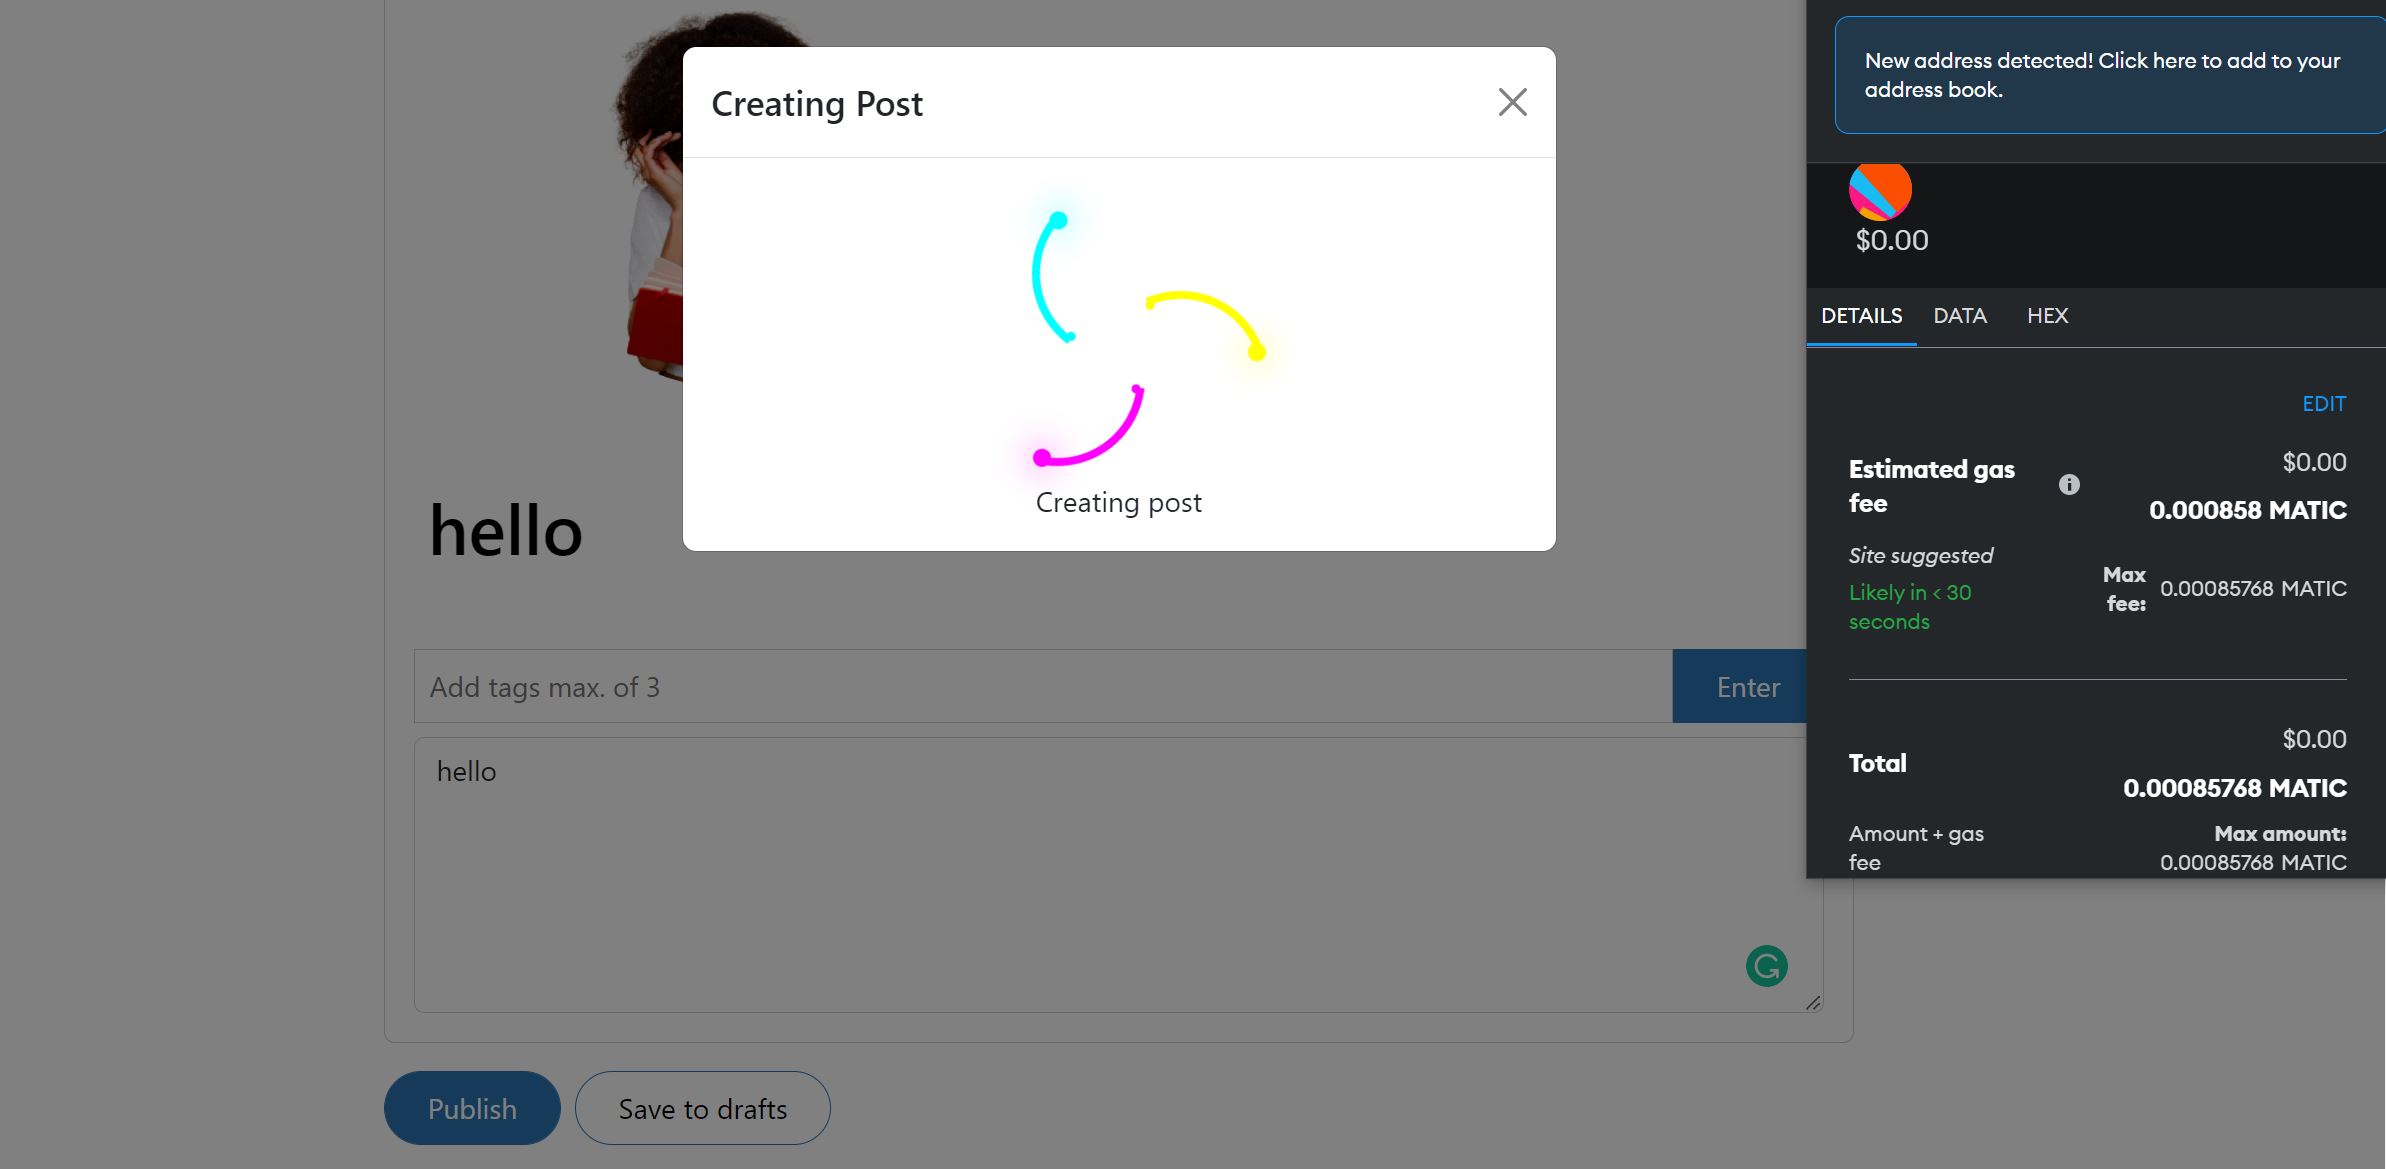 Creating Post
Creating post
hello
Add tags max. of 3
Enter
hello
Publish
Save to drafts
New address detected! Click here to add to your
address book.
$0.00
DETAILS
DATA
HEX
EDIT
Estimated gas
fee
$0.00
0.000858 MATIC
Site suggested
Likely in < 30
seconds
Max
fee:
0.00085768 MATIC
Total
$0.00
0.00085768 MATIC
Amount + gas
fee
Max amount:
0.00085768 MATIC